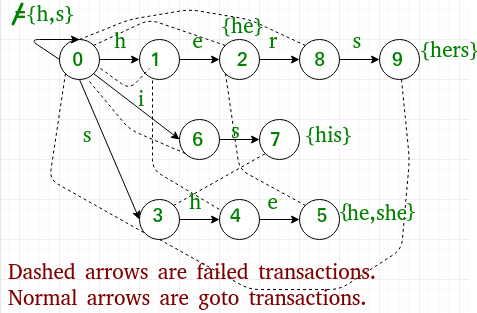 ≠{h,s}
{he}
h e r s
0 1 2 8 9 {hers}
i
s
6 7 {his}
s
h e
3 4 5 {he,she}
Dashed arrows are failed transactions.
Normal arrows are goto transactions.